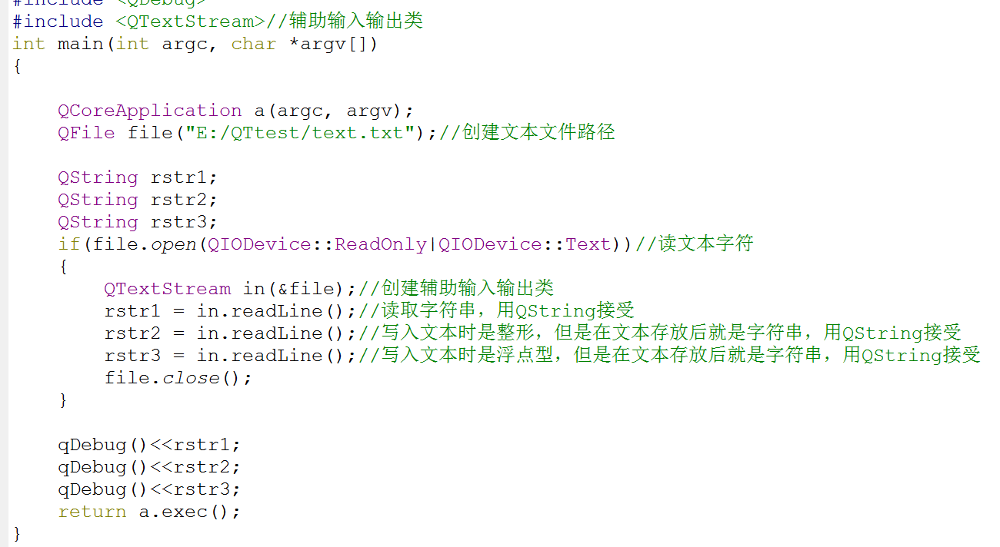 #include <QDebug>
#include <QTextStream>//辅助输入输出类
int main(int argc, char *argv[])
{
QCoreApplication a(argc, argv);
QFile file("E:/QTtest/text.txt");//创建文本文件路径
QString rstr1;
QString rstr2;
QString rstr3;
if(file.open(QIODevice::ReadOnly|QIODevice::Text))//读文本字符
{
QTextStream in(&file);//创建辅助输入输出类
rstr1 = in.readLine();//读取字符串，用QString接受
rstr2 = in.readLine();//写入文本时是整形，但是在文本存放后就是字符串，用QString接受
rstr3 = in.readLine();//写入文本时是浮点型，但是在文本存放后就是字符串，用QString接受
file.close();
}
qDebug()<<rstr1;
qDebug()<<rstr2;
qDebug()<<rstr3;
return a.exec();
}